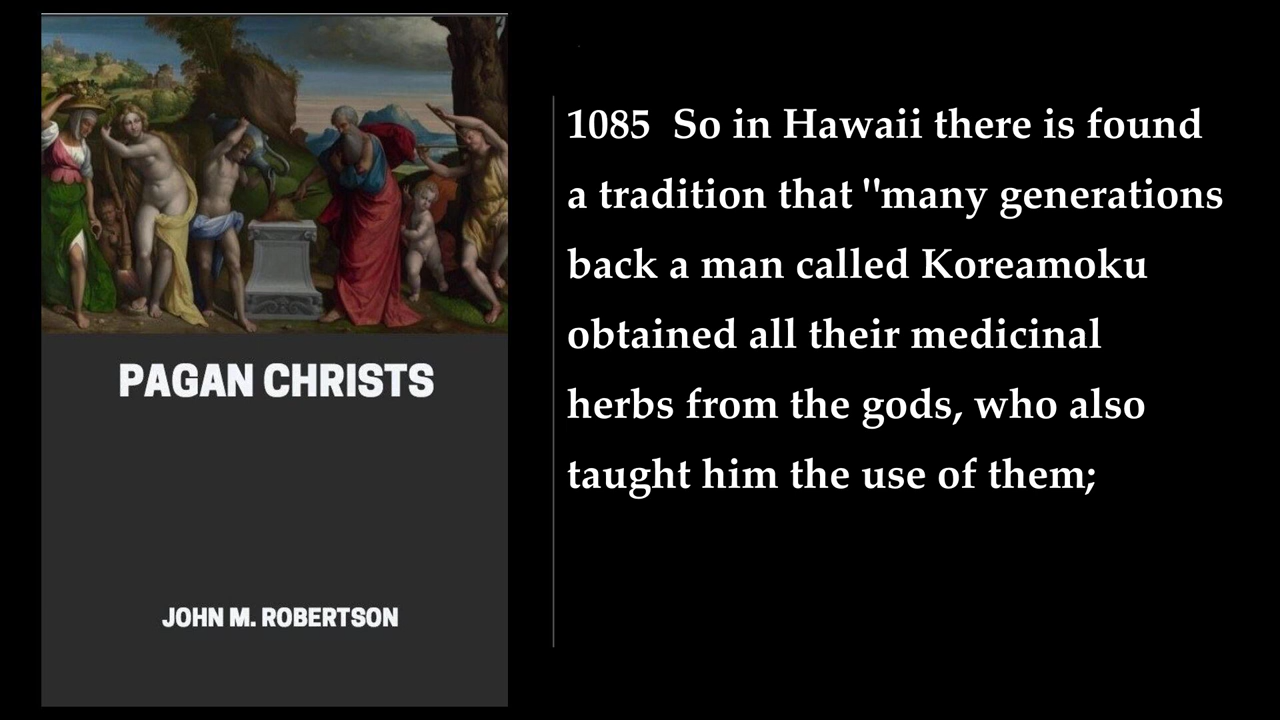 PAGAN CHRISTS
JOHN M. ROBERTSON
1085  So in Hawaii there is found
a tradition that "many generations
back a man called Koreamoku
obtained all their medicinal
herbs from the gods, who also
taught him the use of them;